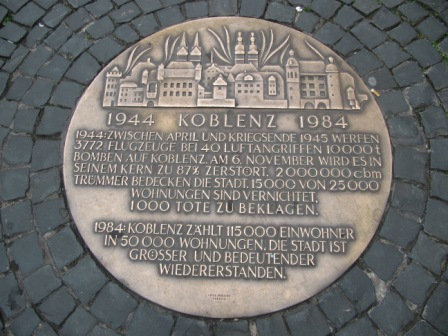 1944 KOBLENZ 1984
1944: ZWISCHEN APRIL UND KRIEGSENDE 1945 WERFEN
3772 FLUGZEUGE BEI 40 LUFTANGRIFFEN 10000 t
BOMBEN AUF KOBLENZ. AM 6. NOVEMBER WIRD ES IN
SEINEM KERN ZU 87% ZERSTÖRT. 2000000 cbm
TRÜMMER BEDECKEN DIE STADT. 15000 VON 25000
WOHNUNGEN SIND VERNICHTET,
1000 TOTE ZU BEKLAGEN.
1984: KOBLENZ ZÄHLT 115000 EINWOHNER
IN 50000 WOHNUNGEN. DIE STADT IST
GRÖSSER UND BEDEUTENDER
WIEDERERSTANDEN.